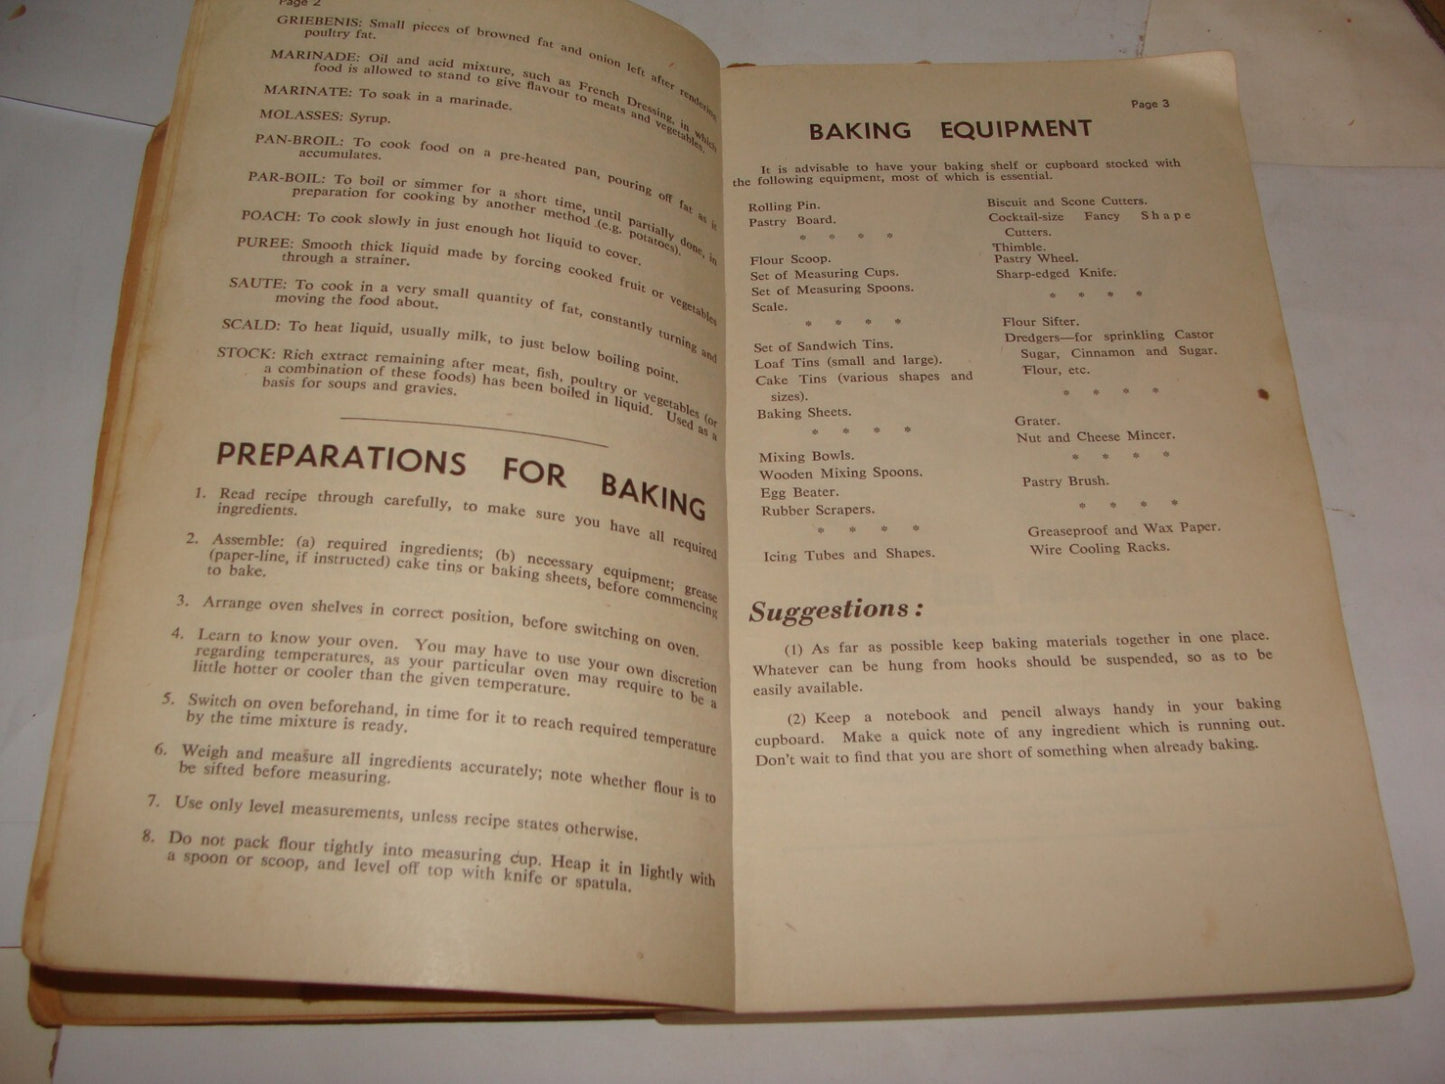 Page 2
GRIEBENIS: Small pieces of browned fat and onion left after rendering
poultry fat.
MARINADE: Oil and acid mixture, such as French Dressing, in which
food is allowed to stand to give flavour to meats and vegetables.
MARINATE: To soak in a marinade.
MOLASSES: Syrup.
PAN-BROIL: To cook food on a pre-heated pan, pouring off fat as it
accumulates.
PAR-BOIL: To boil or simmer for a short time, until partially done, in
preparation for cooking by another method (e.g. potatoes).
POACH: To cook slowly in just enough hot liquid to cover.
PUREE: Smooth thick liquid made by forcing cooked fruit or vegetables
through a strainer.
SAUTE: To cook in a very small quantity of fat, constantly turning and
moving the food about.
SCALD: To heat liquid, usually milk, to just below boiling point.
STOCK: Rich extract remaining after meat, fish, poultry or vegetables (or
a combination of these foods) has been boiled in liquid. Used as a
basis for soups and gravies.
PREPARATIONS FOR BAKING
1. Read recipe through carefully, to make sure you have all required
ingredients.
2. Assemble: (a) required ingredients; (b) necessary equipment; grease
(paper-line, if instructed) cake tins or baking sheets, before commencing
to bake.
3. Arrange oven shelves in correct position, before switching on oven.
4. Learn to know your oven. You may have to use your own discretion
regarding temperatures, as your particular oven may require to be a
little hotter or cooler than the given temperature.
5. Switch on oven beforehand, in time for it to reach required temperature
by the time mixture is ready.
6. Weigh and measure all ingredients accurately; note whether flour is to
be sifted before measuring.
7. Use only level measurements, unless recipe states otherwise.
8. Do not pack flour tightly into measuring cup. Heap it in lightly with
a spoon or scoop, and level off top with knife or spatula.
Page 3
BAKING EQUIPMENT
It is advisable to have your baking shelf or cupboard stocked with
the following equipment, most of which is essential.
Rolling Pin.
Pastry Board.
* * * *
Flour Scoop.
Set of Measuring Cups.
Set of Measuring Spoons.
Scale.
* * * *
Set of Sandwich Tins.
Loaf Tins (small and large).
Cake Tins (various shapes and
sizes).
Baking Sheets.
* * * *
Mixing Bowls.
Wooden Mixing Spoons.
Egg Beater.
Rubber Scrapers.
* * * *
Icing Tubes and Shapes.
Biscuit and Scone Cutters.
Cocktail-size Fancy Shape
Cutters.
Thimble.
Pastry Wheel.
Sharp-edged Knife.
* * * *
Flour Sifter.
Dredgers—for sprinkling Castor
Sugar, Cinnamon and Sugar.
Flour, etc.
* * * *
Grater.
Nut and Cheese Mincer.
* * * *
Pastry Brush.
* * * *
Greaseproof and Wax Paper.
Wire Cooling Racks.
Suggestions:
(1) As far as possible keep baking materials together in one place.
Whatever can be hung from hooks should be suspended, so as to be
easily available.
(2) Keep a notebook and pencil always handy in your baking
cupboard. Make a quick note of any ingredient which is running out.
Don't wait to find that you are short of something when already baking.